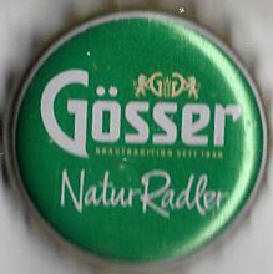 G G
Gösser
BRAUTRADITION SEIT 1860
NaturRadler